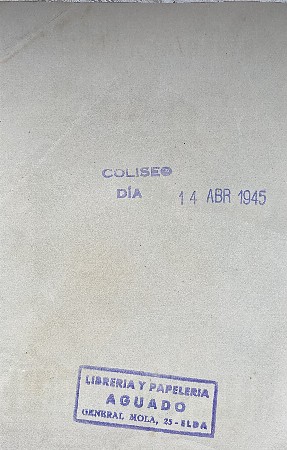 COLISEO
DÍA 14 ABR 1945
LIBRERIA Y PAPELERIA
AGUADO
GENERAL MOLA, 25-ELDA